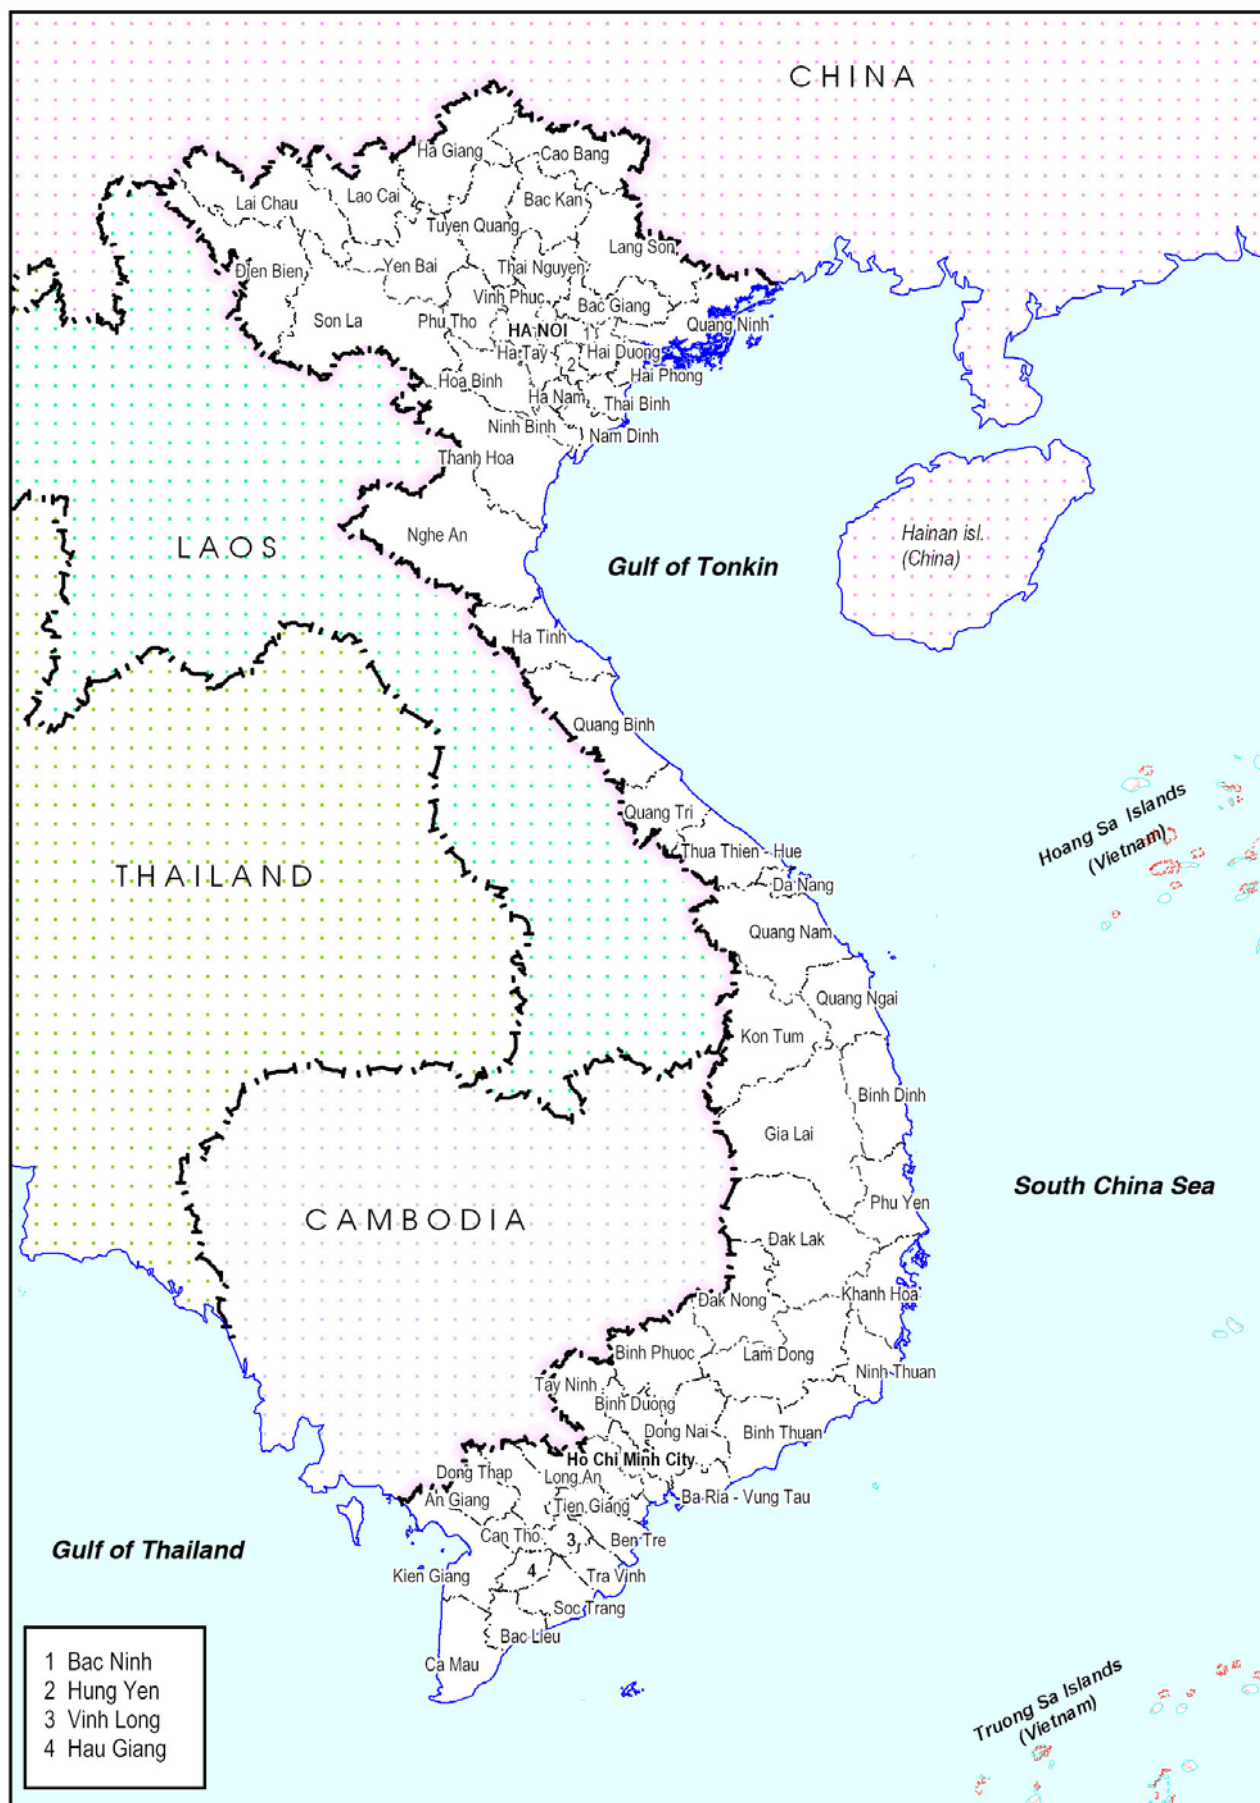 CHINA
Ha Giang
Cao Bang
Lai Chau
Lao Cai
Bac Kan
Tuyen Quang
Lang Son
Đien Bien
Yen Bai
Thai Nguyen
Vinh Phuc
Bac Giang
Son La
Phu Tho
HA NOI
1
Quang Ninh
Ha Tay
2
Hai Duong
Hoa Binh
Hai Phong
Ha Nam
Thai Binh
Ninh Binh
Nam Dinh
Thanh Hoa
Nghe An
LAOS
Gulf of Tonkin
Hainan isl.
(China)
Ha Tinh
Quang Binh
Quang Tri
Hoang Sa Islands
(Vietnam)
Thua Thien - Hue
THAILAND
Da Nang
Quang Nam
Quang Ngai
Kon Tum
Binh Dinh
Gia Lai
South China Sea
Phu Yen
CAMBODIA
Đak Lak
Khanh Hoa
Đak Nong
Binh Phuoc
Lam Dong
Ninh Thuan
Tay Ninh
Binh Duong
Dong Nai
Binh Thuan
Ho Chi Minh City
Dong Thap
Long An
An Giang
Tien Giang
Ba Ria - Vung Tau
Can Tho
3
Ben Tre
Gulf of Thailand
Kien Giang
4
Tra Vinh
Soc Trang
Bac Lieu
Ca Mau
Truong Sa Islands
(Vietnam)
1 Bac Ninh
2 Hung Yen
3 Vinh Long
4 Hau Giang